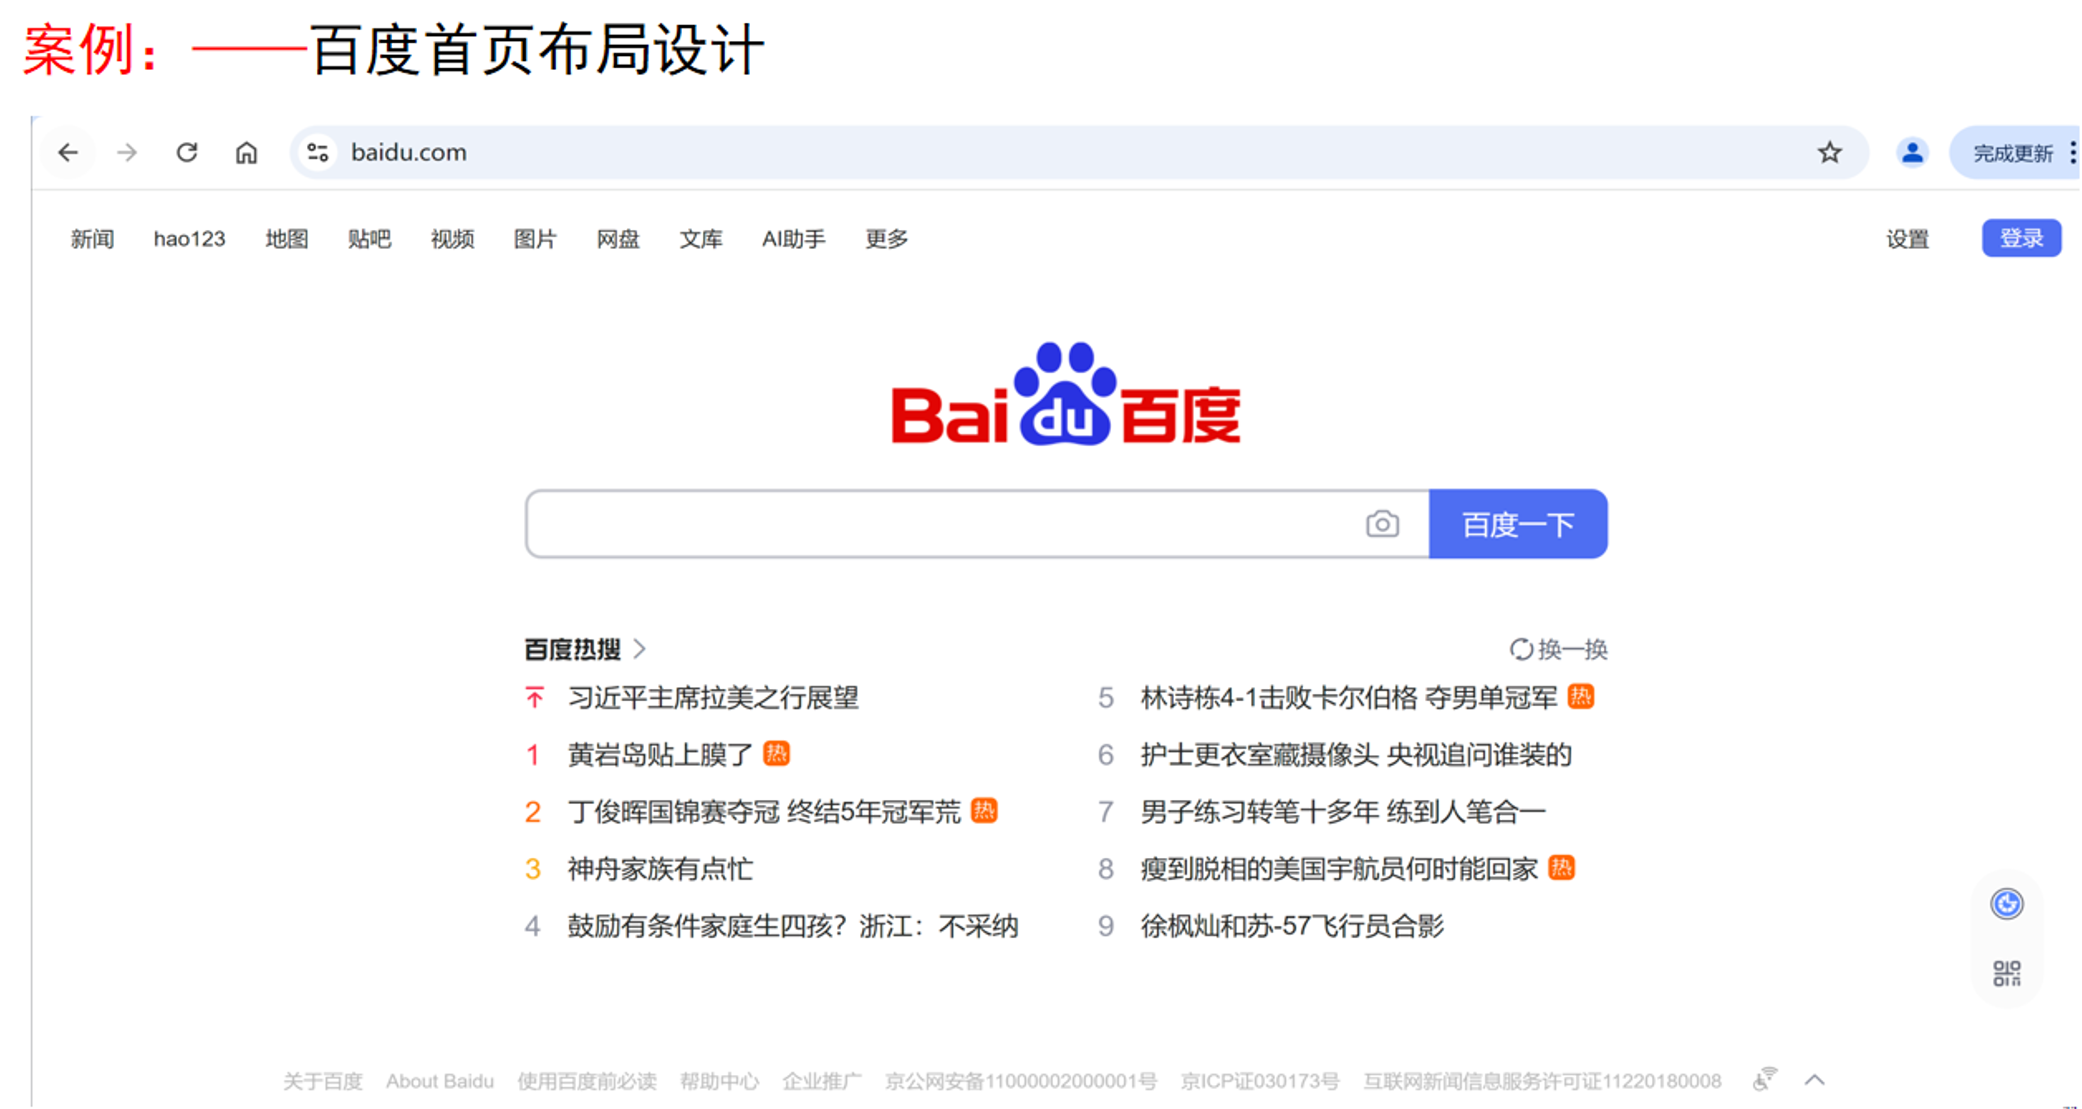 案例：——百度首页布局设计
baidu.com 完成更新
新闻 hao123 地图 贴吧 视频 图片 网盘 文库 AI助手 更多 设置 登录
Bai du 百度
百度一下
百度热搜 换一换
习近平主席拉美之行展望
1 黄岩岛贴上膜了 热
2 丁俊晖国锦赛夺冠 终结5年冠军荒 热
3 神舟家族有点忙
4 鼓励有条件家庭生四孩？浙江：不采纳
5 林诗栋4-1击败卡尔伯格 夺男单冠军 热
6 护士更衣室藏摄像头 央视追问谁装的
7 男子练习转笔十多年 练到人笔合一
8 瘦到脱相的美国宇航员何时能回家 热
9 徐枫灿和苏-57飞行员合影
关于百度 About Baidu 使用百度前必读 帮助中心 企业推广 京公网安备11000002000001号 京ICP证030173号 互联网新闻信息服务许可证11220180008